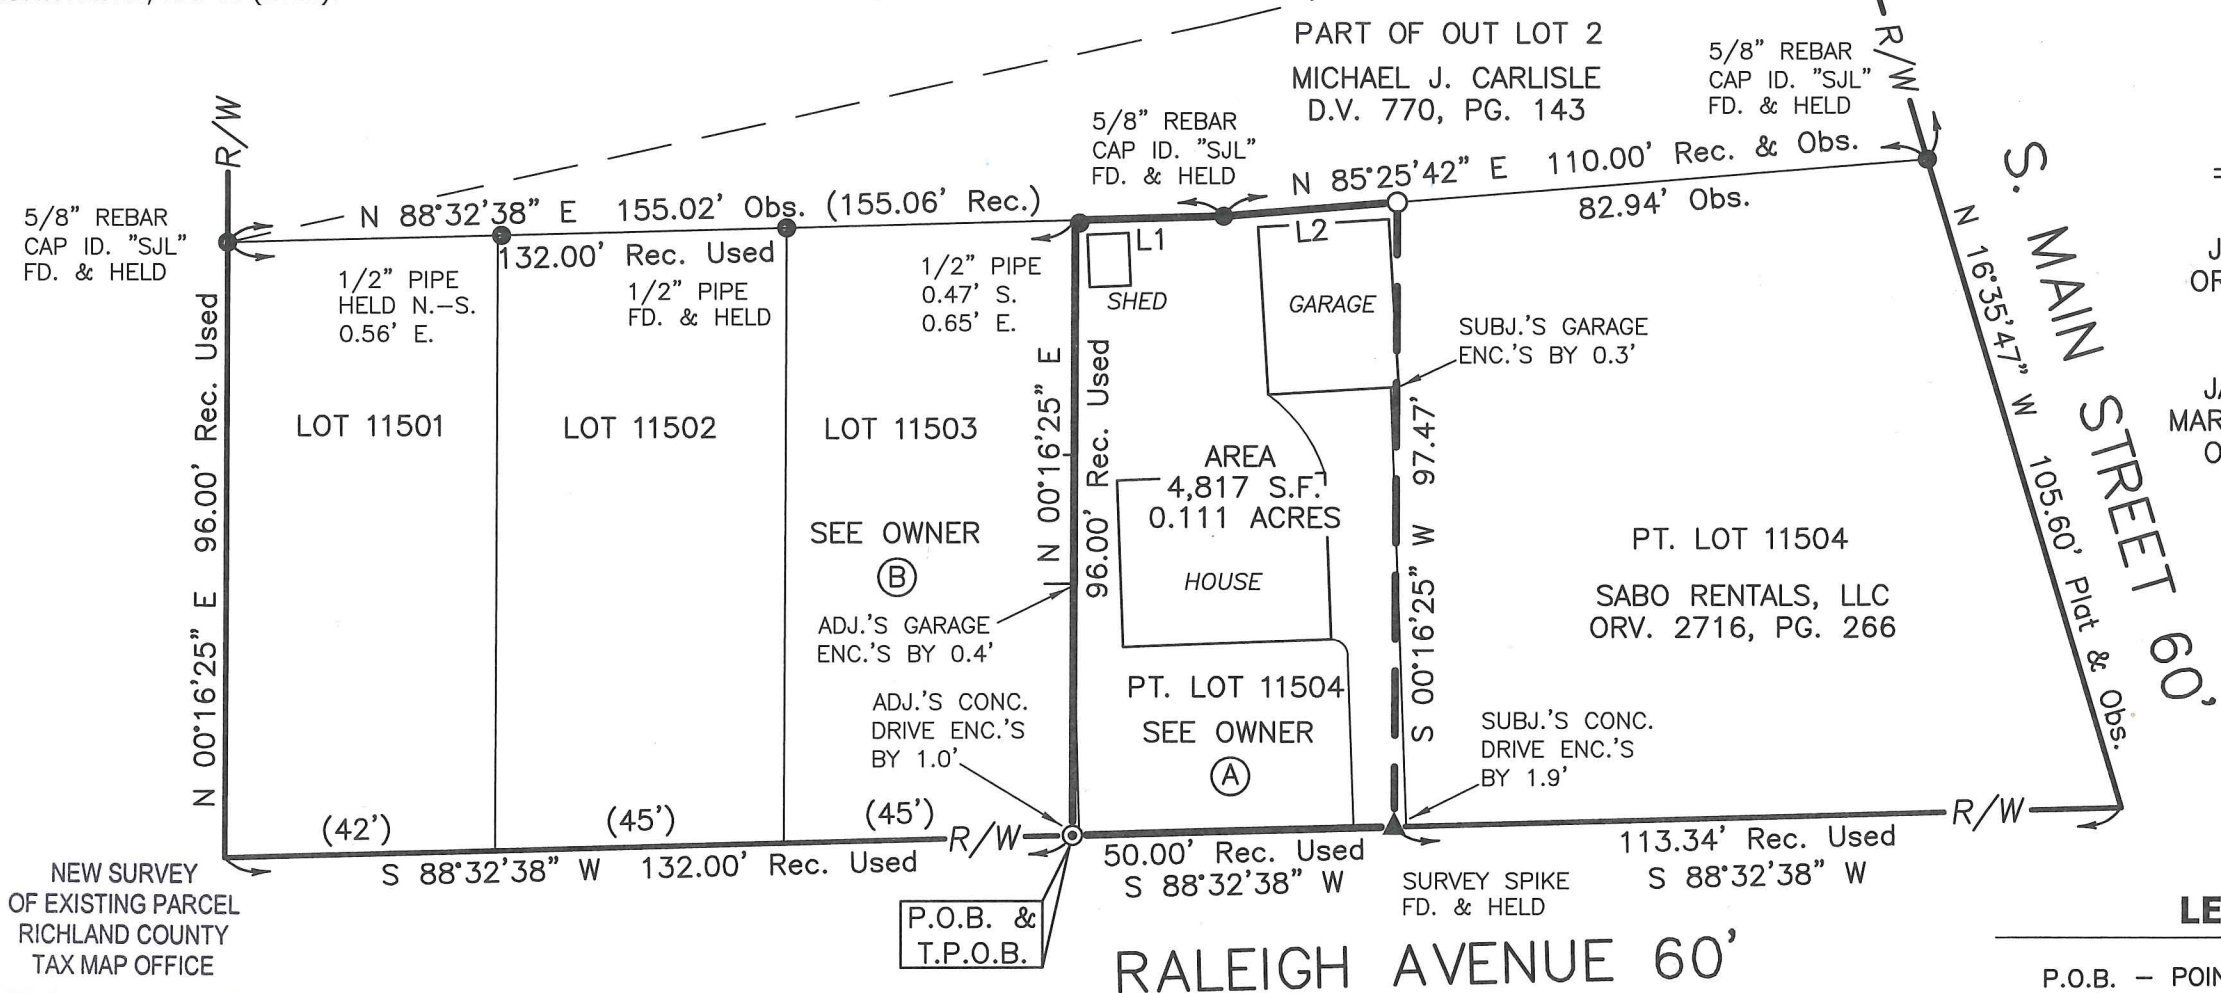 PART OF OUT LOT 2
MICHAEL J. CARLISLE
D.V. 770, PG. 143
5/8" REBAR
CAP ID. "SJL"
FD. & HELD
R/W
5/8" REBAR
CAP ID. "SJL"
FD. & HELD
N 85°25'42" E 110.00' Rec. & Obs.
82.94' Obs.
R/W
5/8" REBAR
CAP ID. "SJL"
FD. & HELD
N 88°32'38" E 155.02' Obs. (155.06' Rec.)
132.00' Rec. Used
1/2" PIPE
HELD N.-S.
0.56' E.
1/2" PIPE
FD. & HELD
1/2" PIPE
0.47' S.
0.65' E.
L1
SHED
L2
GARAGE
SUBJ.'S GARAGE
ENC.'S BY 0.3'
S. MAIN STREET 60'
N 16°35'47" W 105.60' Plat & Obs.
N 00°16'25" E 96.00' Rec. Used
LOT 11501
LOT 11502
LOT 11503
N 00°16'25" E
96.00' Rec. Used
AREA
4,817 S.F.
0.111 ACRES
HOUSE
S 00°16'25" W 97.47'
SEE OWNER
B
ADJ.'S GARAGE
ENC.'S BY 0.4'
ADJ.'S CONC.
DRIVE ENC.'S
BY 1.0'
PT. LOT 11504
SEE OWNER
A
PT. LOT 11504
SABO RENTALS, LLC
ORV. 2716, PG. 266
SUBJ.'S CONC.
DRIVE ENC.'S
BY 1.9'
(42')
(45')
(45')
R/W
R/W
S 88°32'38" W 132.00' Rec. Used
50.00' Rec. Used
S 88°32'38" W
113.34' Rec. Used
S 88°32'38" W
SURVEY SPIKE
FD. & HELD
P.O.B. &
T.P.O.B.
RALEIGH AVENUE 60'
NEW SURVEY
OF EXISTING PARCEL
RICHLAND COUNTY
TAX MAP OFFICE
LE
P.O.B. - POIN